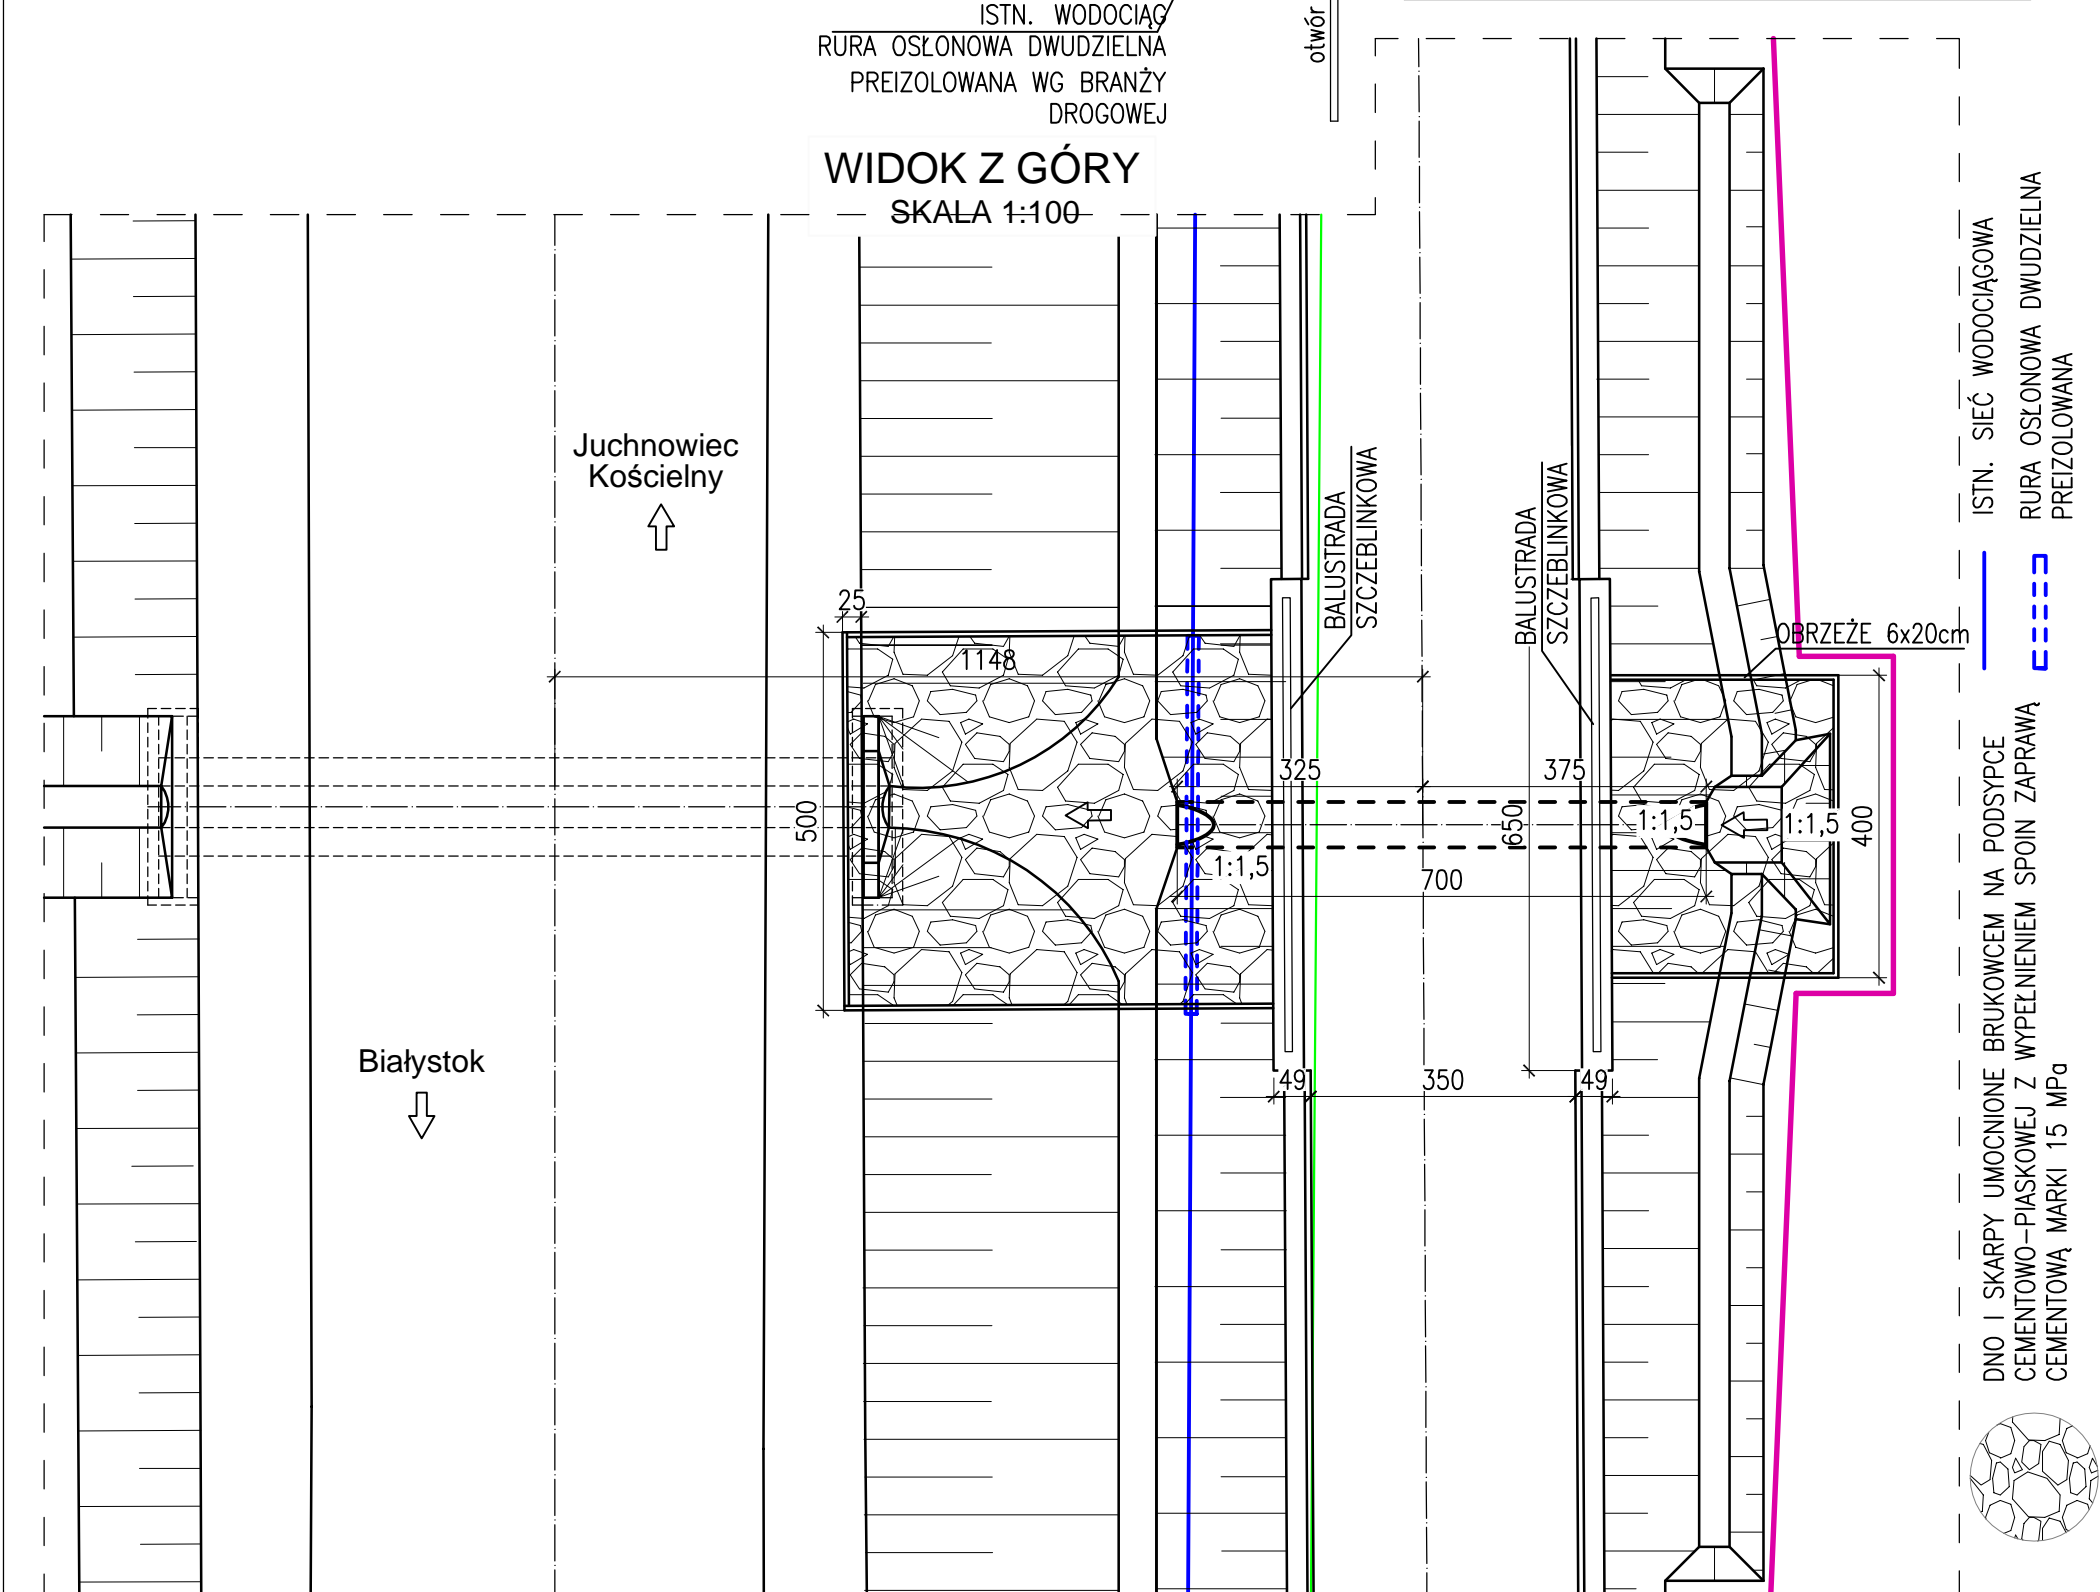 ISTN. WODOCIĄG
RURA OSŁONOWA DWUDZIELNA
PREIZOLOWANA WG BRANŻY
DROGOWEJ
otwór
WIDOK Z GÓRY
SKALA 1:100
Juchnowiec
Kościelny
Białystok
25
1148
500
BALUSTRADA
SZCZEBLINKOWA
BALUSTRADA
SZCZEBLINKOWA
OBRZEŻE 6x20cm
325
375
650
1:1,5
1:1,5
1:1,5
400
700
49
350
49
ISTN. SIEĆ WODOCIĄGOWA
RURA OSŁONOWA DWUDZIELNA
PREIZOLOWANA
DNO I SKARPY UMOCNIONE BRUKOWCEM NA PODSYPCE
CEMENTOWO-PIASKOWEJ Z WYPEŁNIENIEM SPOIN ZAPRAWĄ
CEMENTOWĄ MARKI 15 MPa